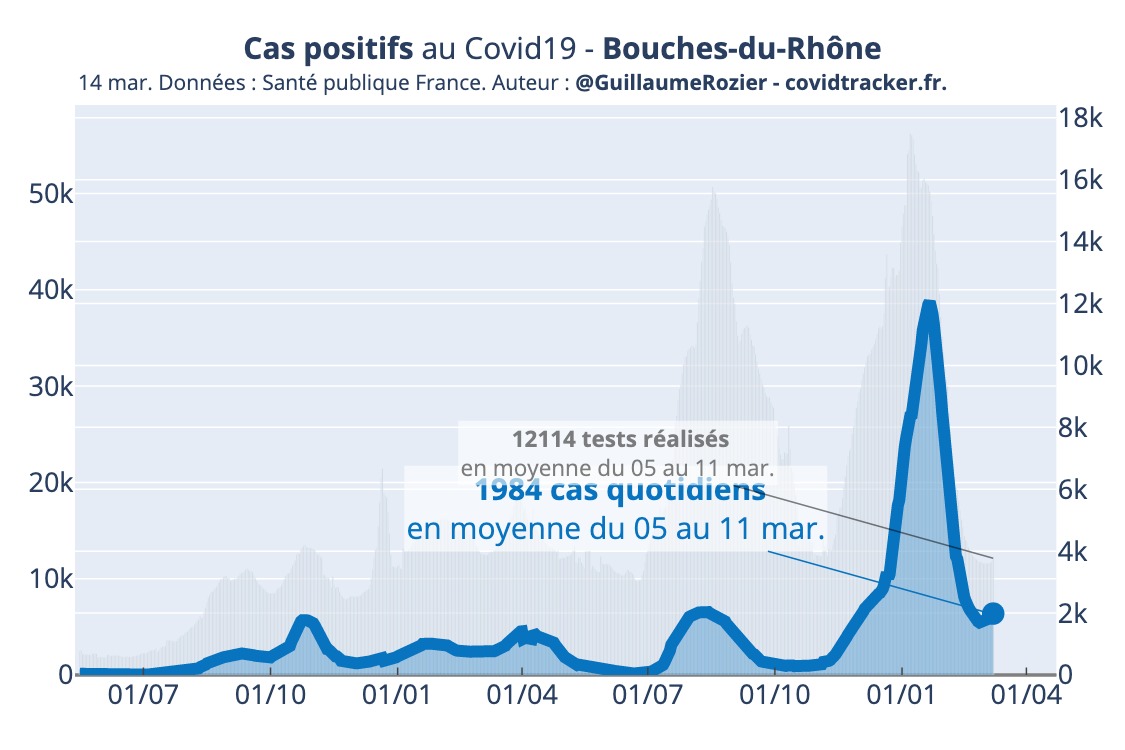 Cas positifs au Covid19 - Bouches-du-Rhône
14 mar. Données : Santé publique France. Auteur : @GuillaumeRozier - covidtracker.fr.
18k
16k
50k
14k
40k
12k
10k
30k
8k
12114 tests réalisés
en moyenne du 05 au 11 mar.
20k
1984 cas quotidiens
6k
en moyenne du 05 au 11 mar.
4k
10k
2k
0
0
01/07 01/10 01/01 01/04 01/07 01/10 01/01 01/04